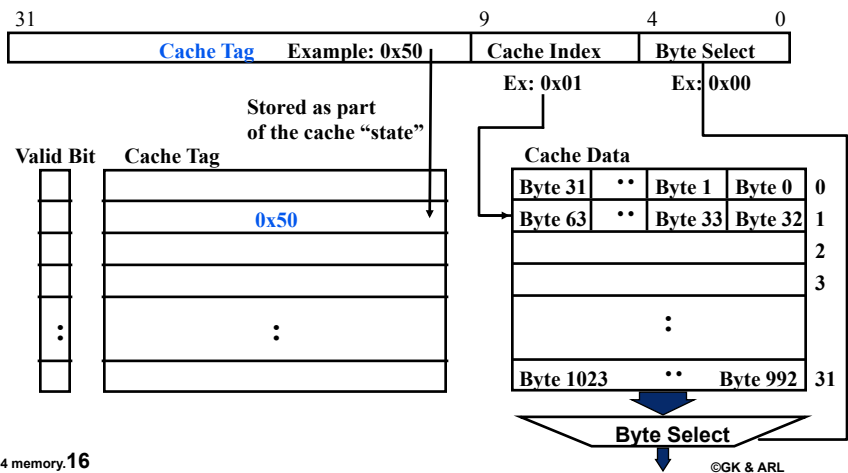 31 9 4 0
Cache Tag Example: 0x50 Cache Index Byte Select
Ex: 0x01 Ex: 0x00
Stored as part
of the cache “state”
Valid Bit Cache Tag Cache Data
Byte 31 •• Byte 1 Byte 0 0
0x50 Byte 63 •• Byte 33 Byte 32 1
2
3
: : :
Byte 1023 •• Byte 992 31
Byte Select
4 memory.16 ©GK & ARL